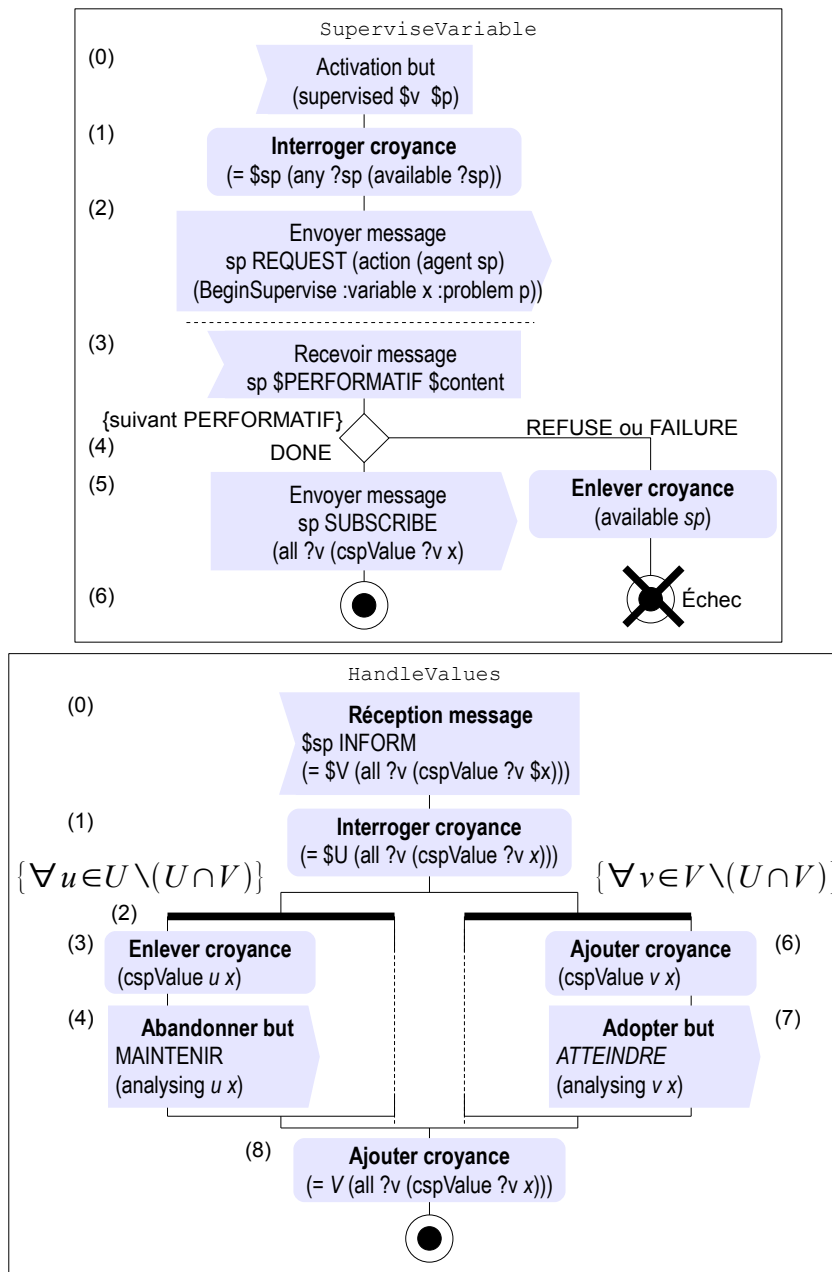 SuperviseVariable
(0)
Activation but
(supervised $v $p)
(1)
Interroger croyance
(= $sp (any ?sp (available ?sp))
(2)
Envoyer message
sp REQUEST (action (agent sp)
(BeginSupervise :variable x :problem p))
(3)
Recevoir message
sp $PERFORMATIF $content
{suivant PERFORMATIF}
REFUSE ou FAILURE
(4)
DONE
(5)
Envoyer message
sp SUBSCRIBE
(all ?v (cspValue ?v x)
Enlever croyance
(available sp)
(6)
Échec
HandleValues
(0)
Réception message
$sp INFORM
(= $V (all ?v (cspValue ?v $x)))
(1)
Interroger croyance
(= $U (all ?v (cspValue ?v x)))
{∀u∈U∖(U∩V)}
{∀v∈V∖(U∩V)}
(2)
(3)
Enlever croyance
(cspValue u x)
Ajouter croyance
(cspValue v x)
(6)
(4)
Abandonner but
MAINTENIR
(analysing u x)
Adopter but
ATTEINDRE
(analysing v x)
(7)
(8)
Ajouter croyance
(= V (all ?v (cspValue ?v x)))